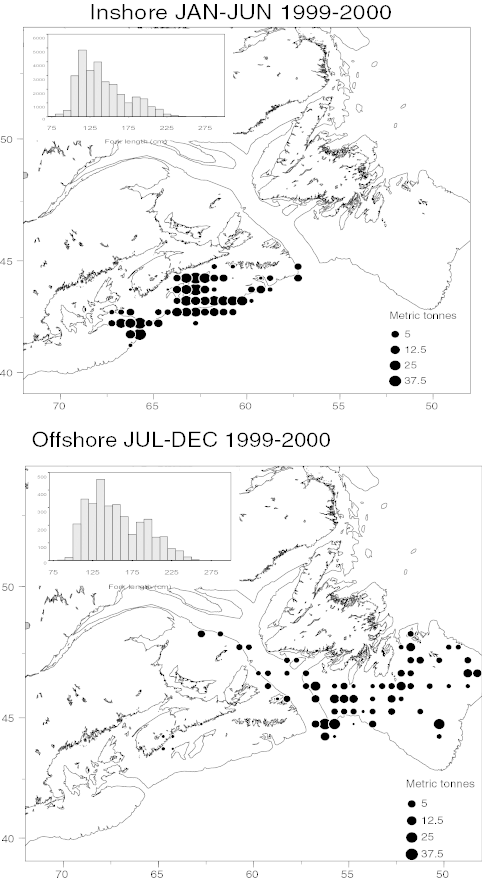 Inshore JAN-JUN 1999-2000
6000
5000
4000
3000
2000
1000
0
75 125 175 225 275
Fork length (cm)
50
45
40
Metric tonnes
5
12.5
25
37.5
70 65 60 55 50
Offshore JUL-DEC 1999-2000
500
400
300
200
100
0
75 125 175 225 275
Fork length (cm)
50
45
40
Metric tonnes
5
12.5
25
37.5
70 65 60 55 50